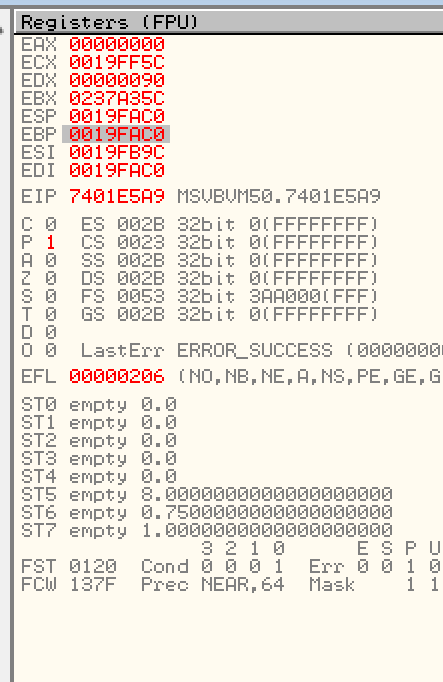 Registers (FPU)
EAX 00000000
ECX 0019FF5C
EDX 00000090
EBX 0237A35C
ESP 0019FAC0
EBP 0019FAC0
ESI 0019FB9C
EDI 0019FAC0
EIP 7401E5A9 MSVBVM50.7401E5A9
C 0 ES 002B 32bit 0(FFFFFFFF)
P 1 CS 0023 32bit 0(FFFFFFFF)
A 0 SS 002B 32bit 0(FFFFFFFF)
Z 0 DS 002B 32bit 0(FFFFFFFF)
S 0 FS 0053 32bit 3AA000(FFF)
T 0 GS 002B 32bit 0(FFFFFFFF)
D 0
O 0 LastErr ERROR_SUCCESS (0000000
EFL 00000206 (NO,NB,NE,A,NS,PE,GE,G
ST0 empty 0.0
ST1 empty 0.0
ST2 empty 0.0
ST3 empty 0.0
ST4 empty 0.0
ST5 empty 8.0000000000000000000
ST6 empty 0.7500000000000000000
ST7 empty 1.0000000000000000000
3 2 1 0 E S P U
FST 0120 Cond 0 0 0 1 Err 0 0 1 0
FCW 137F Prec NEAR,64 Mask 1 1